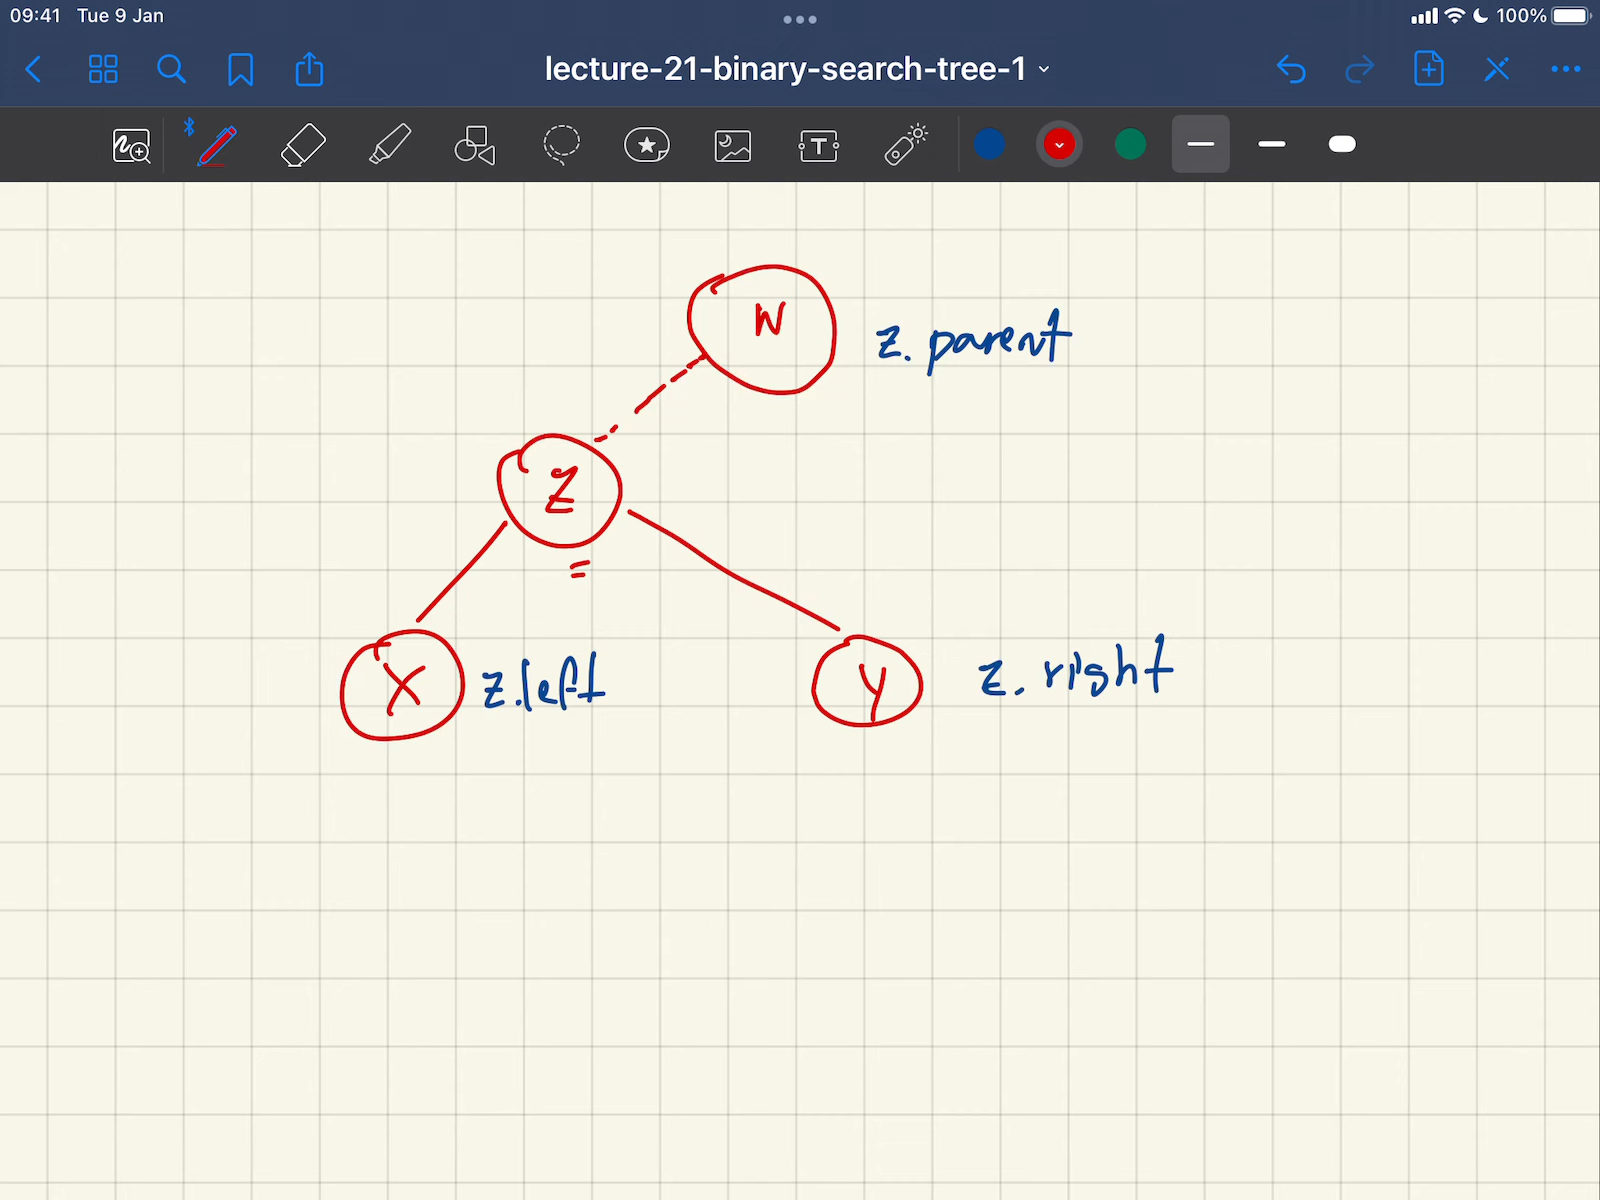 09:41 Tue 9 Jan
100%
lecture-21-binary-search-tree-1
T
W
z. parent
Z
X
z.left
Y
z. right